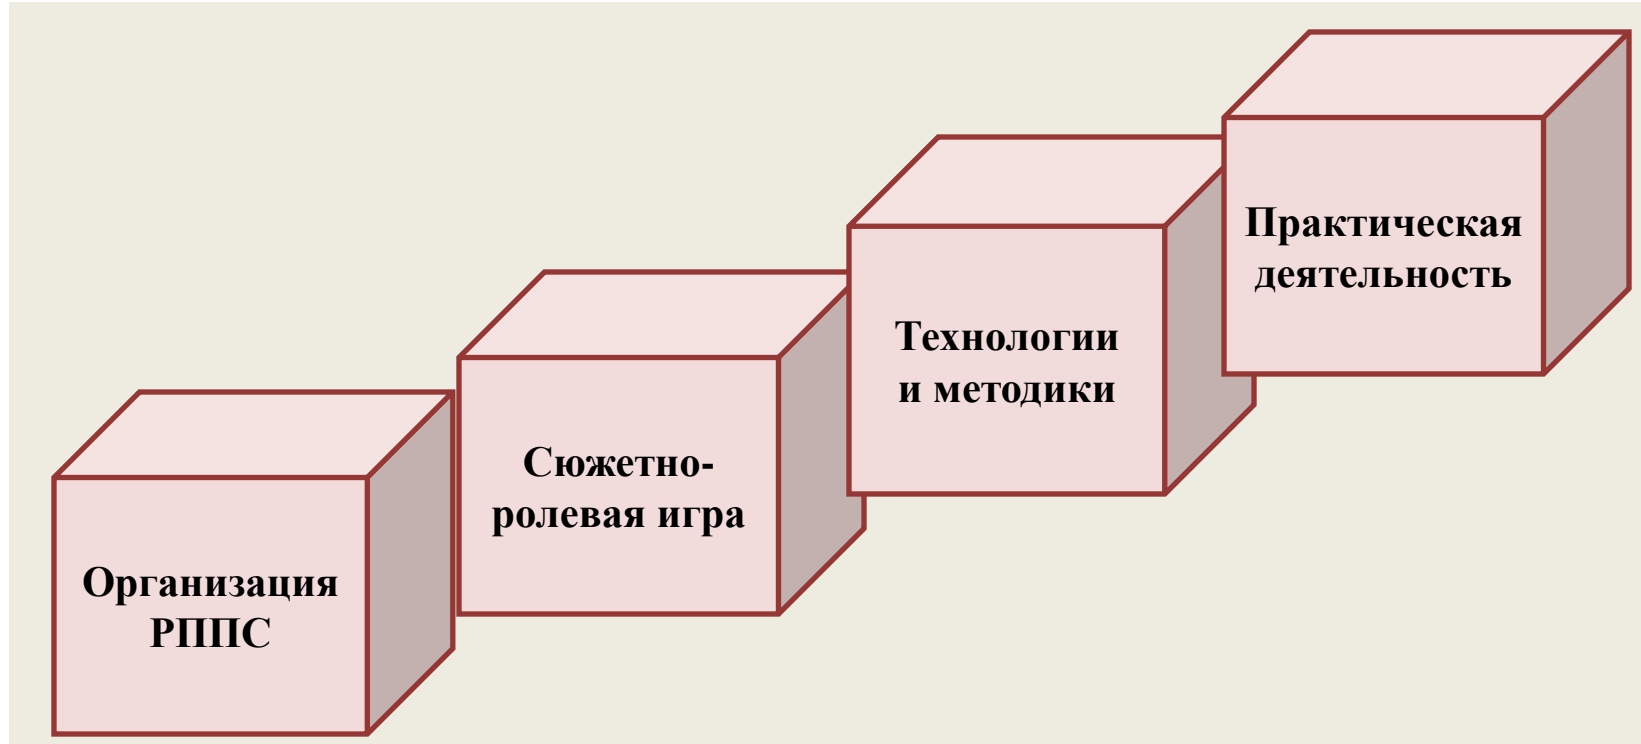 Организация
РППС
Сюжетно-
ролевая игра
Технологии
и методики
Практическая
деятельность